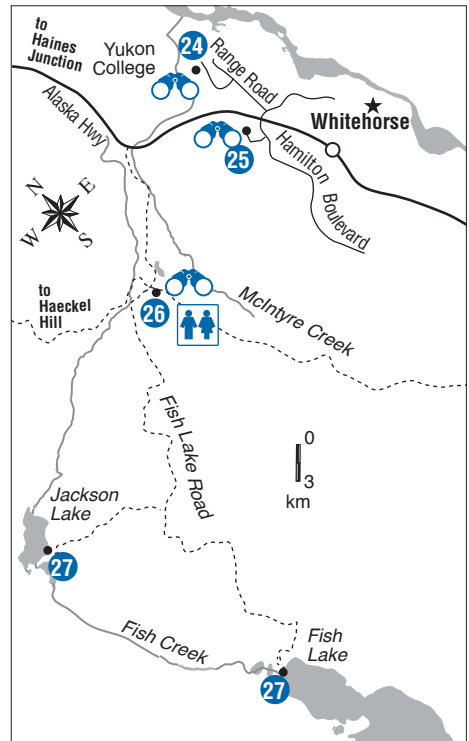 to
Haines
Junction
Yukon
College
24
Range Road
Alaska Hwy
Whitehorse
25
Hamilton
Boulevard
N
E
W
S
to
Haeckel
Hill
26
McIntyre Creek
Fish Lake Road
0
3
km
Jackson
Lake
27
Fish Creek
Fish
Lake
27